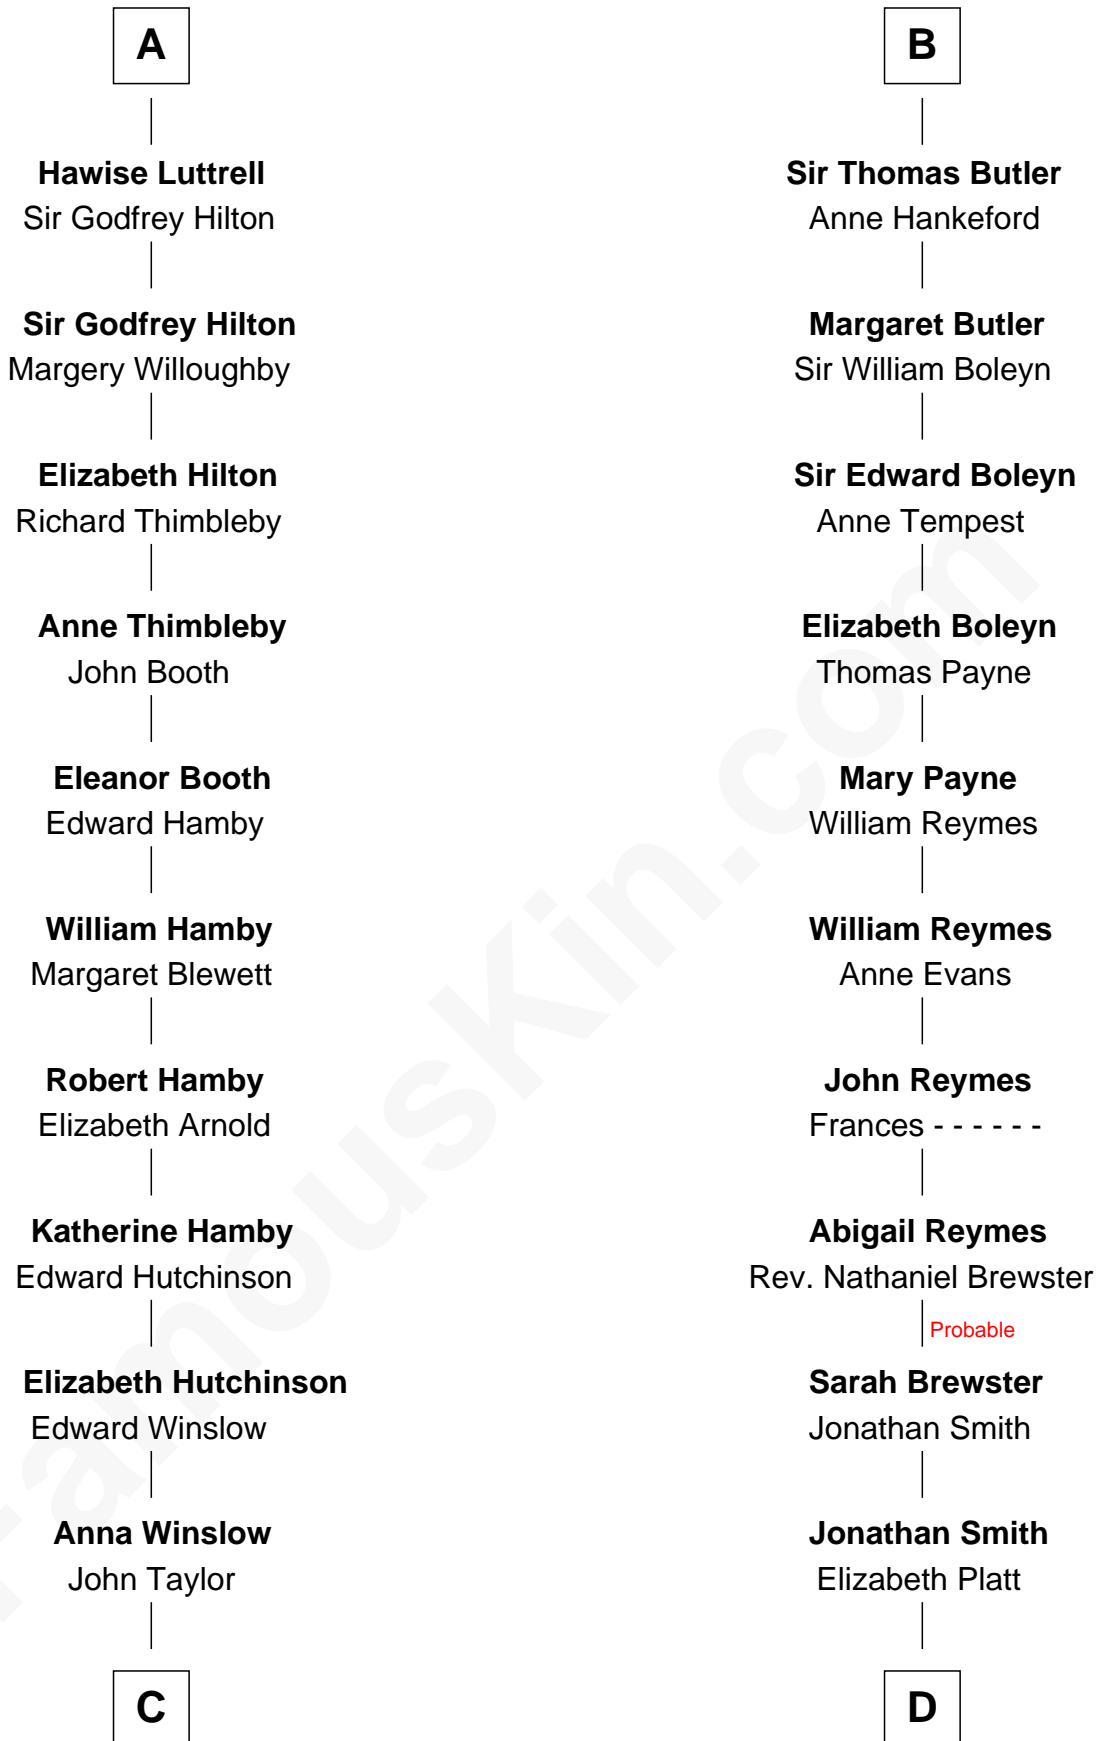 A
Hawise Luttrell
Sir Godfrey Hilton
Sir Godfrey Hilton
Margery Willoughby
Elizabeth Hilton
Richard Thimbleby
Anne Thimbleby
John Booth
Eleanor Booth
Edward Hamby
William Hamby
Margaret Blewett
Robert Hamby
Elizabeth Arnold
Katherine Hamby
Edward Hutchinson
Elizabeth Hutchinson
Edward Winslow
Anna Winslow
John Taylor
C
B
Sir Thomas Butler
Anne Hankeford
Margaret Butler
Sir William Boleyn
Sir Edward Boleyn
Anne Tempest
Elizabeth Boleyn
Thomas Payne
Mary Payne
William Reymes
William Reymes
Anne Evans
John Reymes
Frances - - - - - -
Abigail Reymes
Rev. Nathaniel Brewster
Probable
Sarah Brewster
Jonathan Smith
Jonathan Smith
Elizabeth Platt
D
FamousKin.com